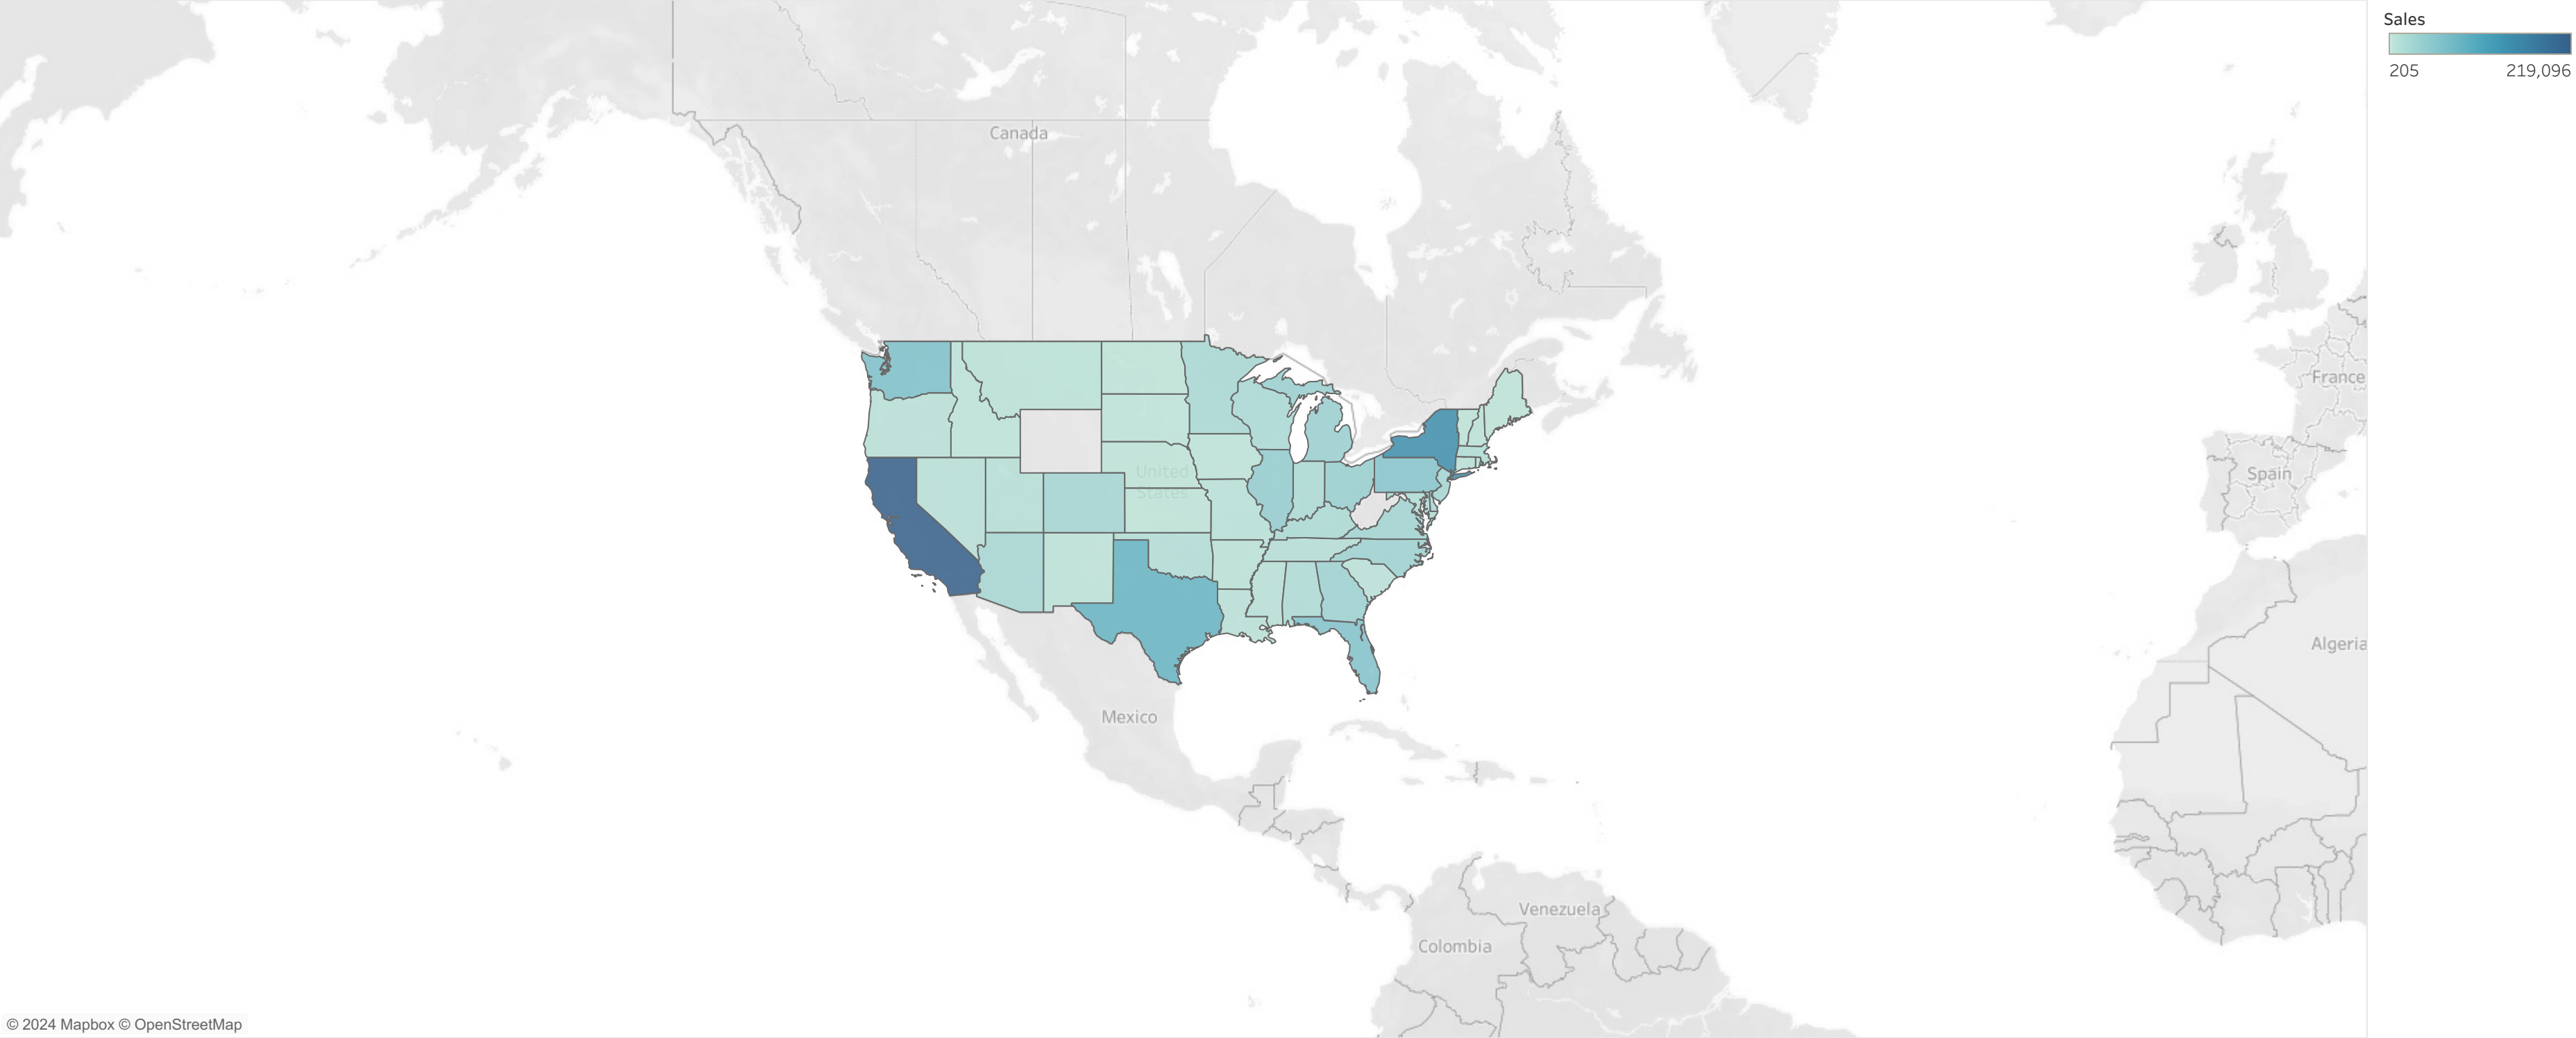 Sales
205 219,096
Canada
United
States
France
Spain
Algeria
Mexico
Venezuela
Colombia
© 2024 Mapbox © OpenStreetMap